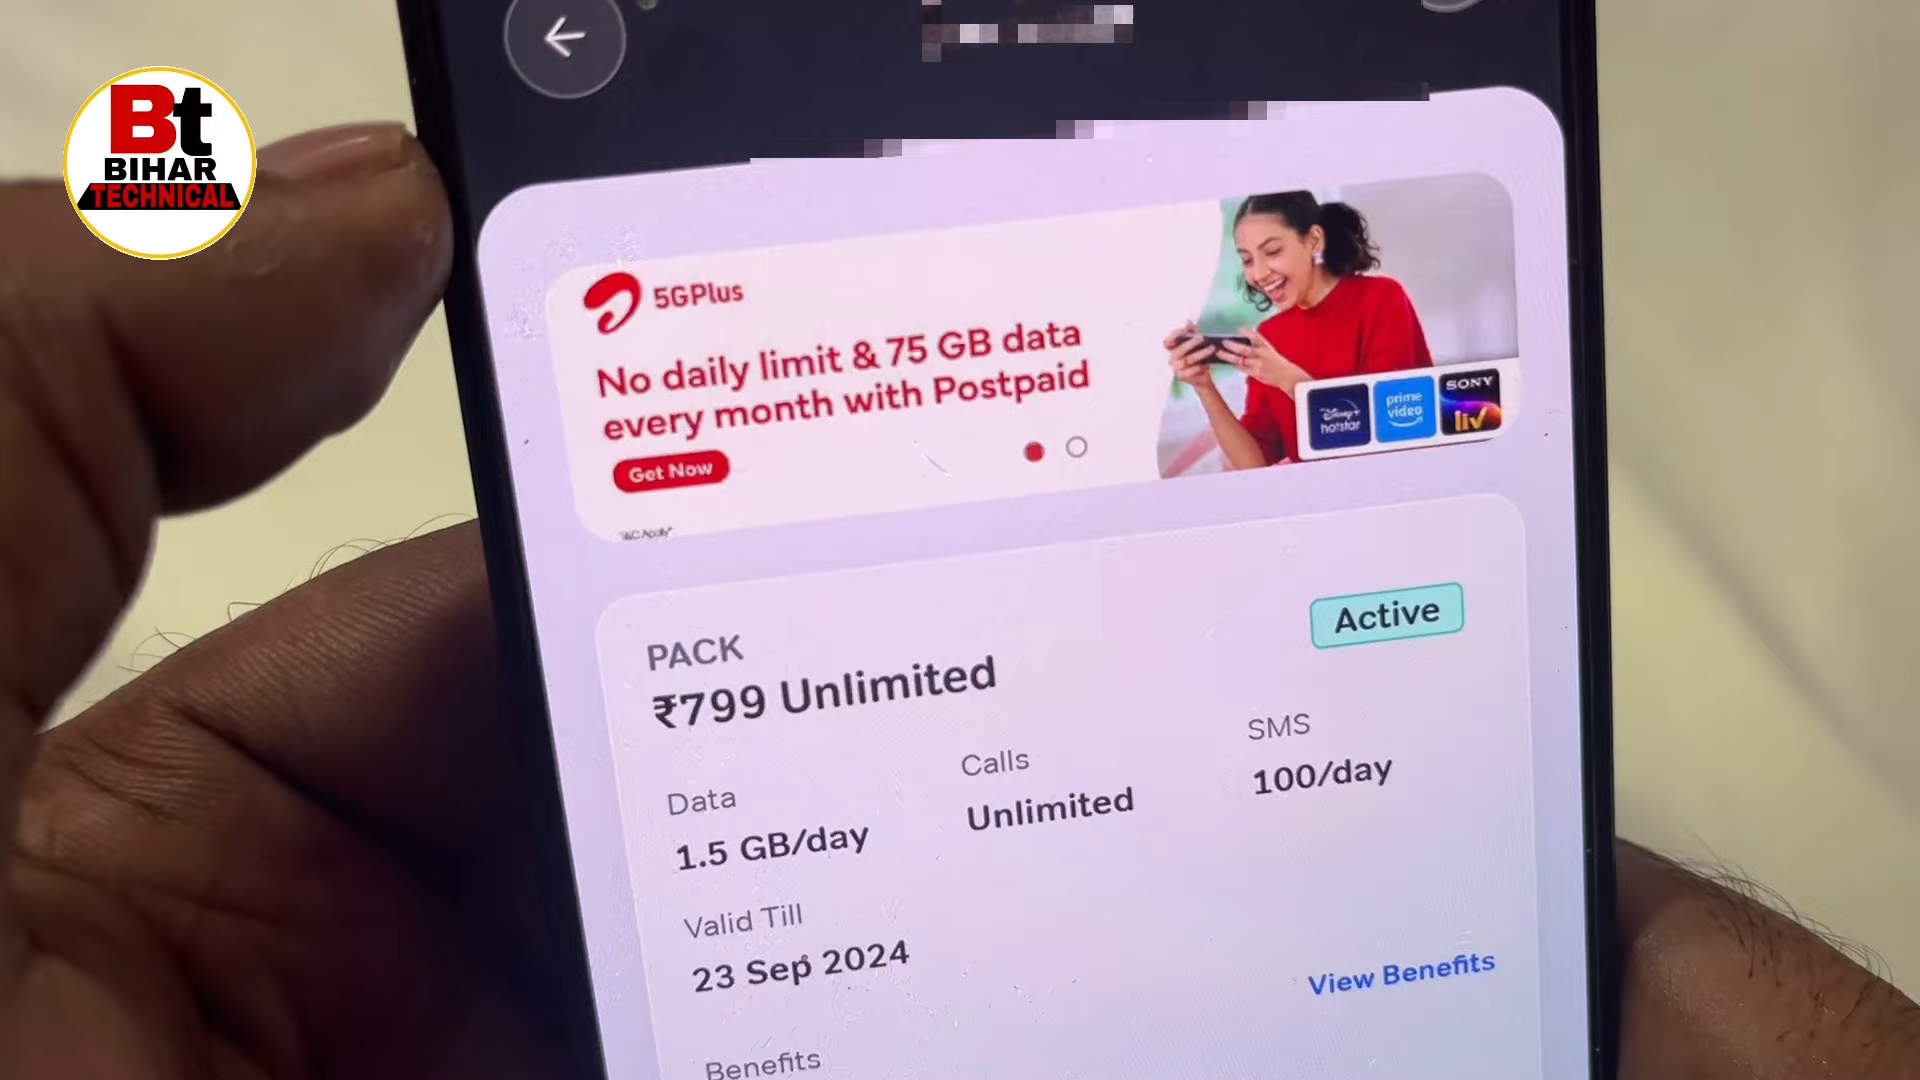 Bt
BIHAR
TECHNICAL
5GPlus
No daily limit & 75 GB data
every month with Postpaid
Get Now
Disney+
hotstar
prime
video
SONY
liv
PACK
₹799 Unlimited
Active
Data
1.5 GB/day
Calls
Unlimited
SMS
100/day
Valid Till
23 Sep 2024
View Benefits
Benefits